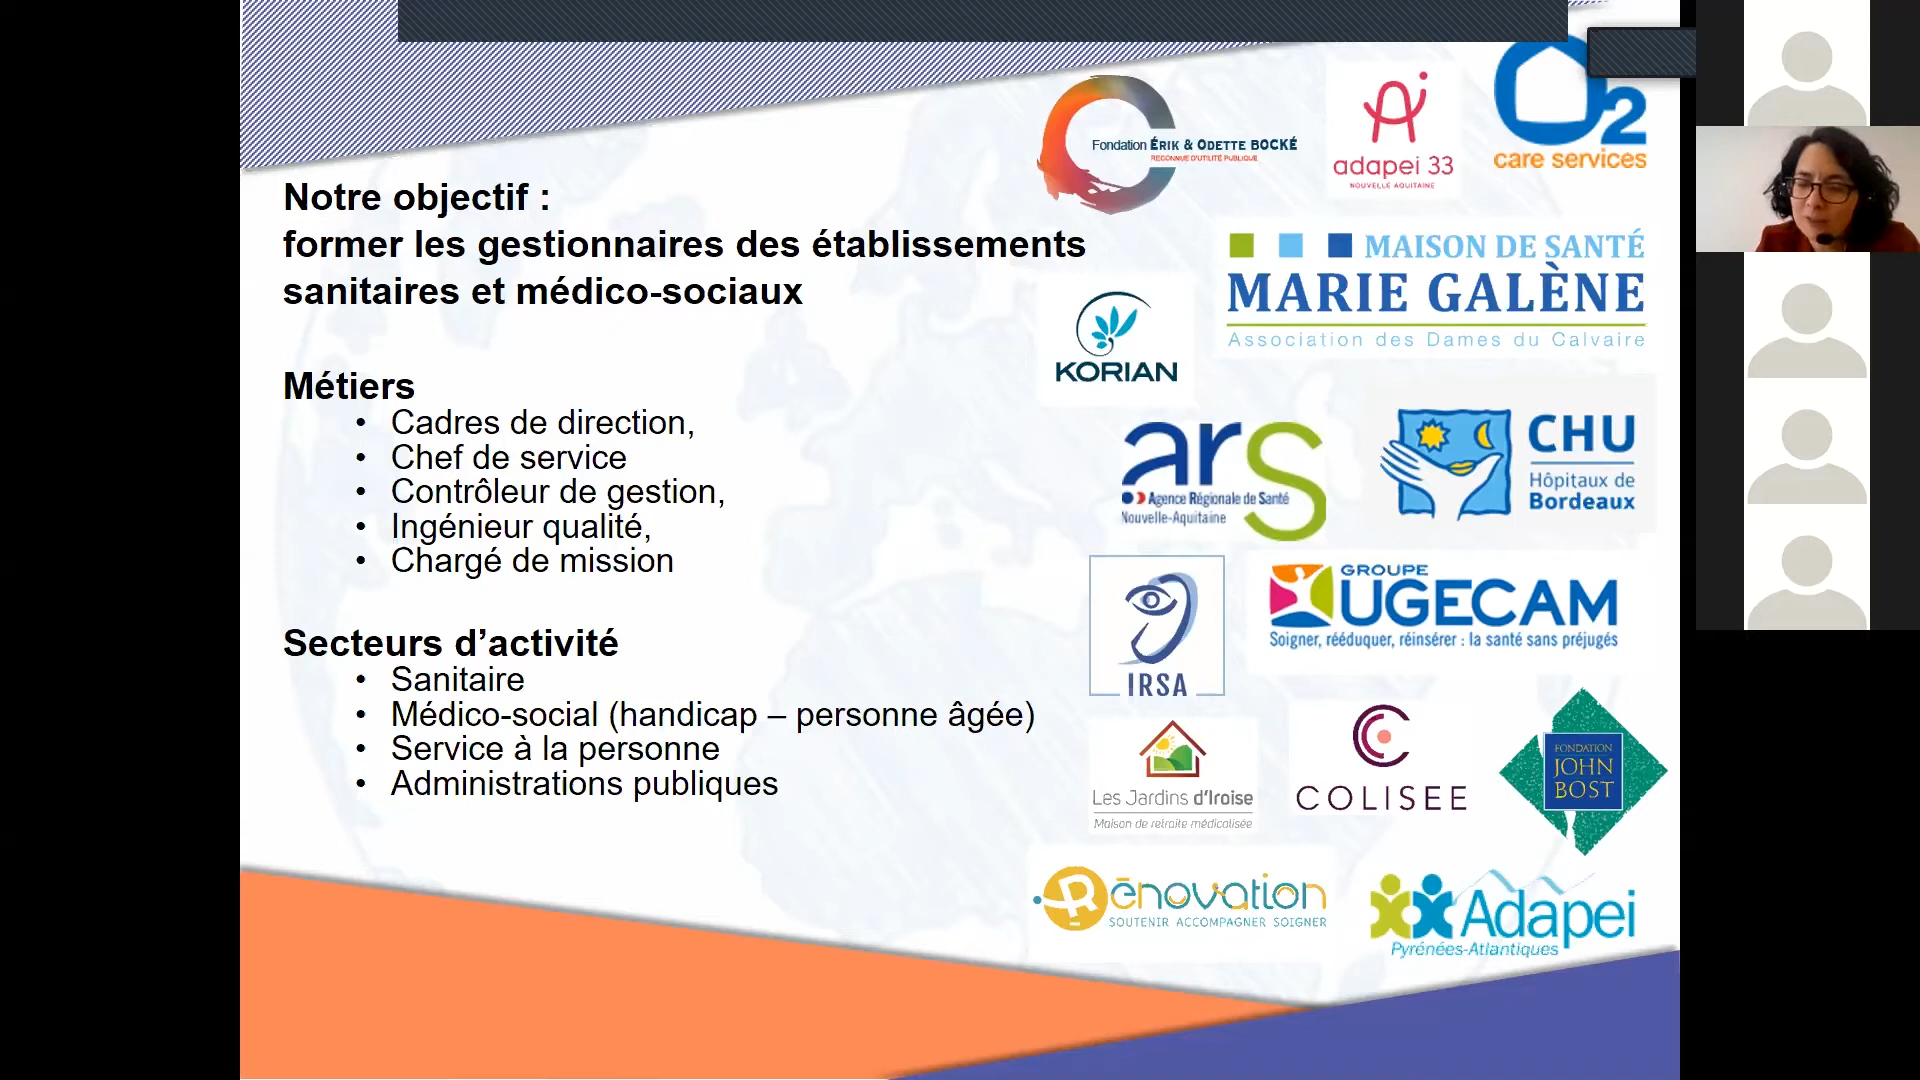 Notre objectif :
former les gestionnaires des établissements
sanitaires et médico-sociaux
Métiers
• Cadres de direction,
• Chef de service
• Contrôleur de gestion,
• Ingénieur qualité,
• Chargé de mission
Secteurs d’activité
• Sanitaire
• Médico-social (handicap – personne âgée)
• Service à la personne
• Administrations publiques
Fondation ÉRIK & ODETTE BOCKÉ
RECONNUE D'UTILITÉ PUBLIQUE
adapei 33
NOUVELLE AQUITAINE
O2
care services
MAISON DE SANTÉ
MARIE GALÈNE
Association des Dames du Calvaire
KORIAN
ars
Agence Régionale de Santé
Nouvelle-Aquitaine
CHU
Hôpitaux de
Bordeaux
IRSA
GROUPE
UGECAM
Soigner, rééduquer, réinsérer : la santé sans préjugés
Les Jardins d'Iroise
Maison de retraite médicalisée
COLISEE
FONDATION
JOHN
BOST
Rénovation
SOUTENIR ACCOMPAGNER SOIGNER
Adapei
Pyrénées-Atlantiques